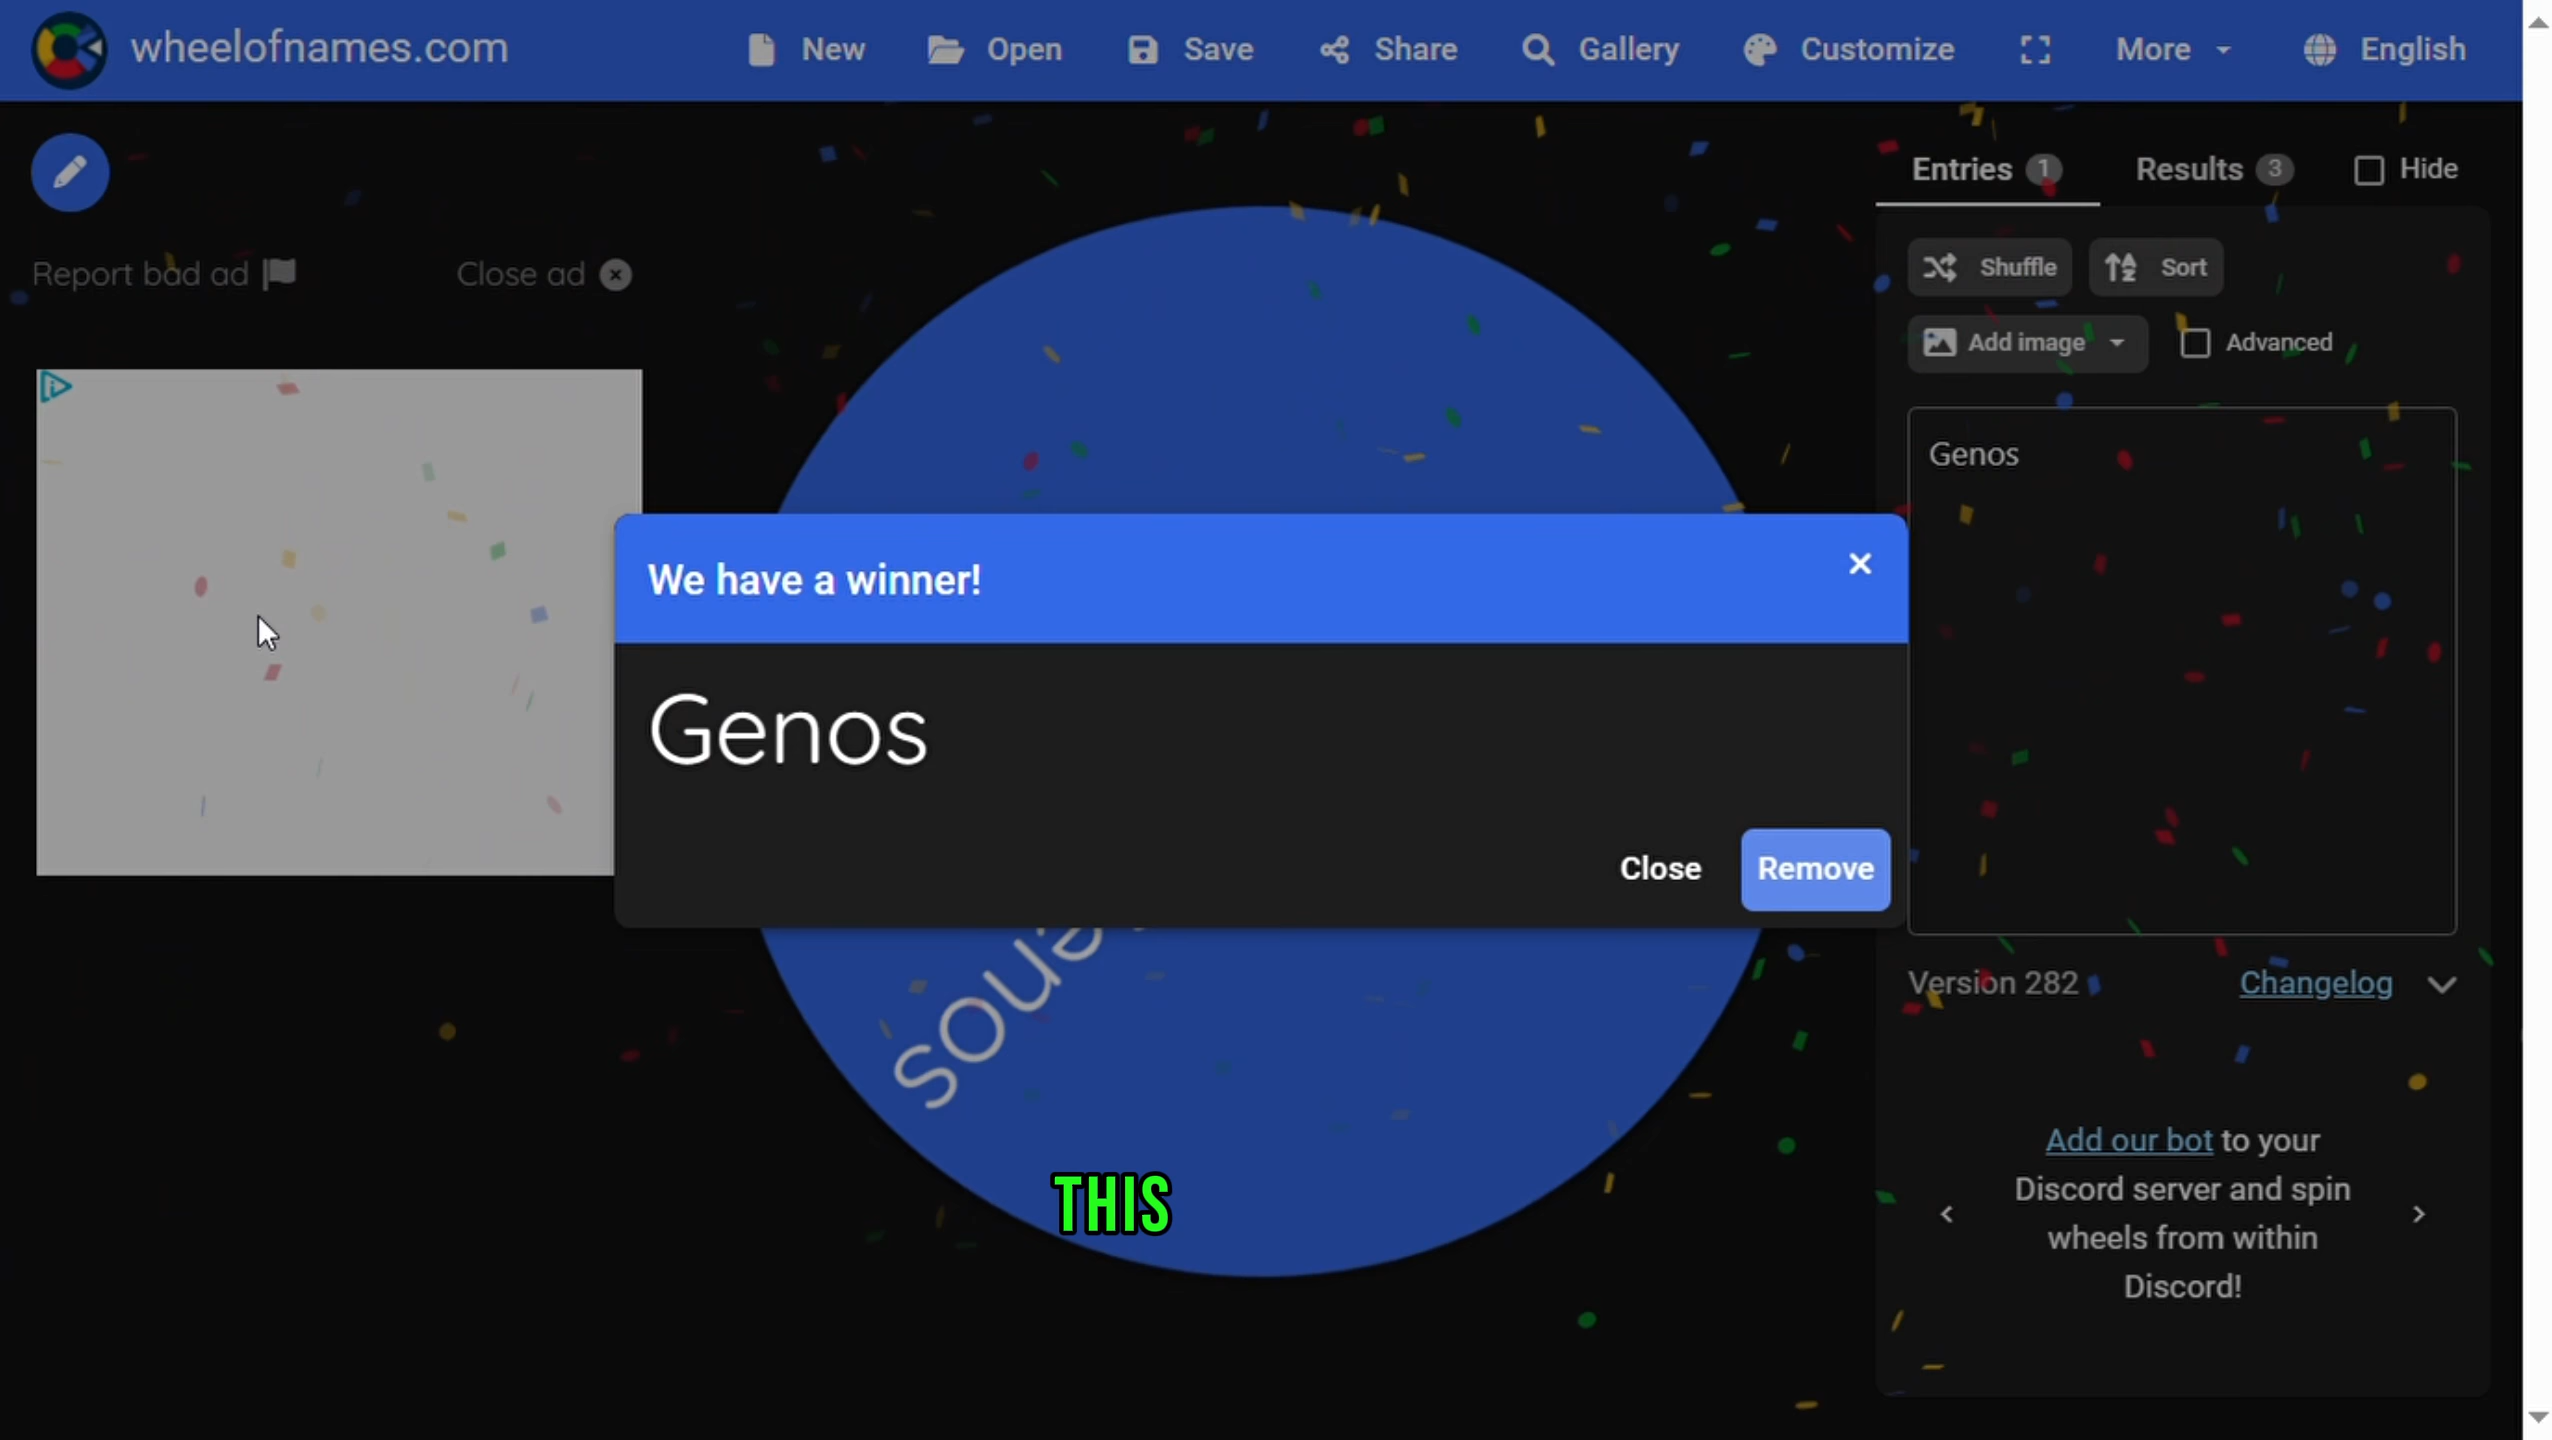 wheelofnames.com
New
Open
Save
Share
Gallery
Customize
More
English
Report bad ad
Close ad
Entries 1
Results 3
Hide
Shuffle
Sort
Add image
Advanced
Genos
We have a winner!
Genos
Close
Remove
enos
Version 282
Changelog
Add our bot to your
Discord server and spin
wheels from within
Discord!
THIS